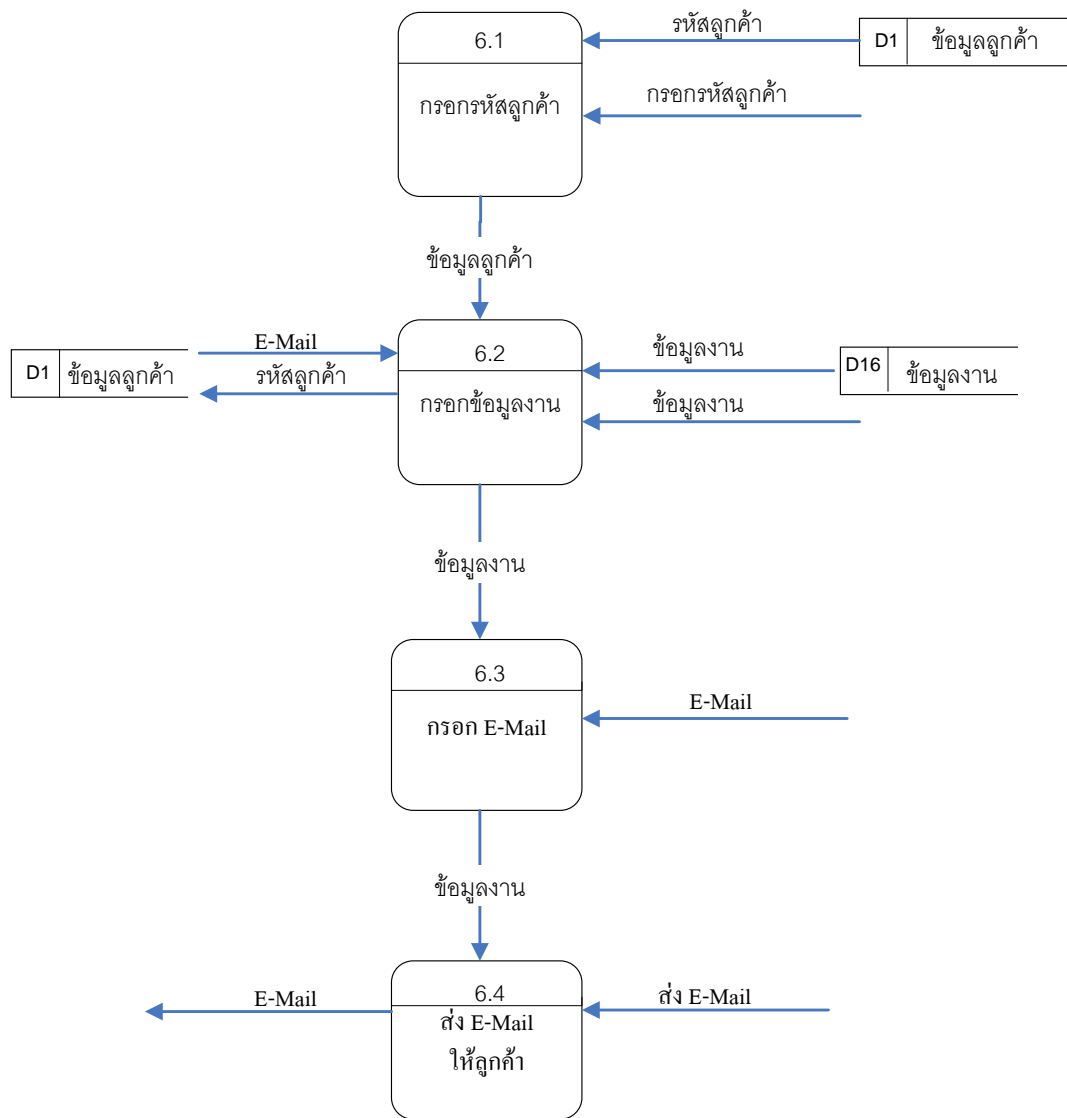 6.1
รหัสลูกค้า
D1 ข้อมูลลูกค้า
กรอกรหัสลูกค้า
กรอกรหัสลูกค้า
ข้อมูลลูกค้า
E-Mail
6.2
ข้อมูลงาน
D1 ข้อมูลลูกค้า
รหัสลูกค้า
D16 ข้อมูลงาน
กรอกข้อมูลงาน
ข้อมูลงาน
ข้อมูลงาน
6.3
กรอก E-Mail
E-Mail
ข้อมูลงาน
E-Mail
6.4
ส่ง E-Mail
ส่ง E-Mail
ให้ลูกค้า